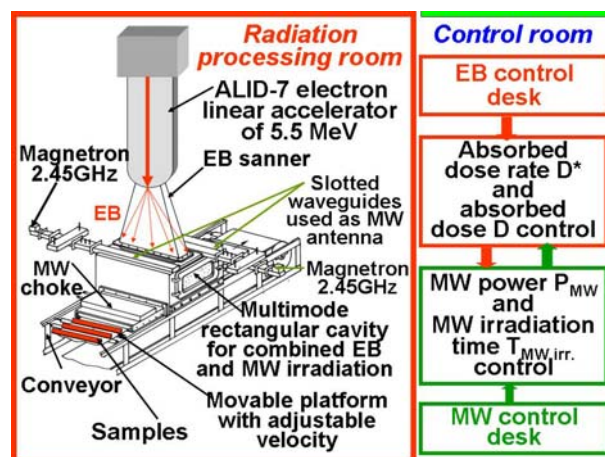 Radiation
processing room
ALID-7 electron
linear accelerator
of 5.5 MeV
Magnetron
2.45GHz
EB sanner
EB
Slotted
waveguides
used as MW
antenna
MW
choke
Magnetron
2.45GHz
Multimode
rectangular cavity
for combined EB
and MW irradiation
Conveyor
Movable platform
with adjustable
velocity
Samples
Control room
EB control
desk
Absorbed
dose rate D*
and
absorbed
dose D control
MW power PMW
and
MW irradiation
time TMW irr.
control
MW control
desk